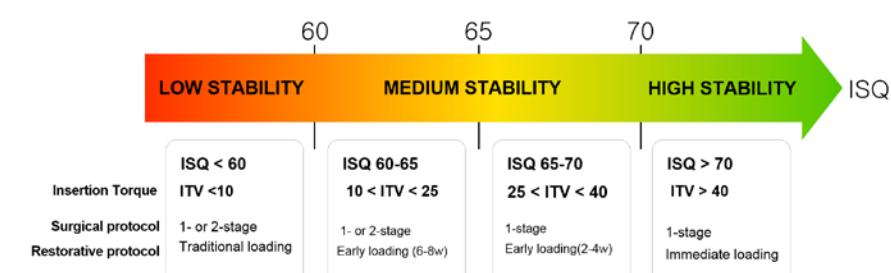 60 65 70
LOW STABILITY MEDIUM STABILITY HIGH STABILITY ISQ
ISQ < 60 ISQ 60-65 ISQ 65-70 ISQ > 70
Insertion Torque ITV <10 10 < ITV < 25 25 < ITV < 40 ITV > 40
Surgical protocol 1- or 2-stage 1- or 2-stage 1-stage 1-stage
Restorative protocol Traditional loading Early loading (6-8w) Early loading(2-4w) Immediate loading